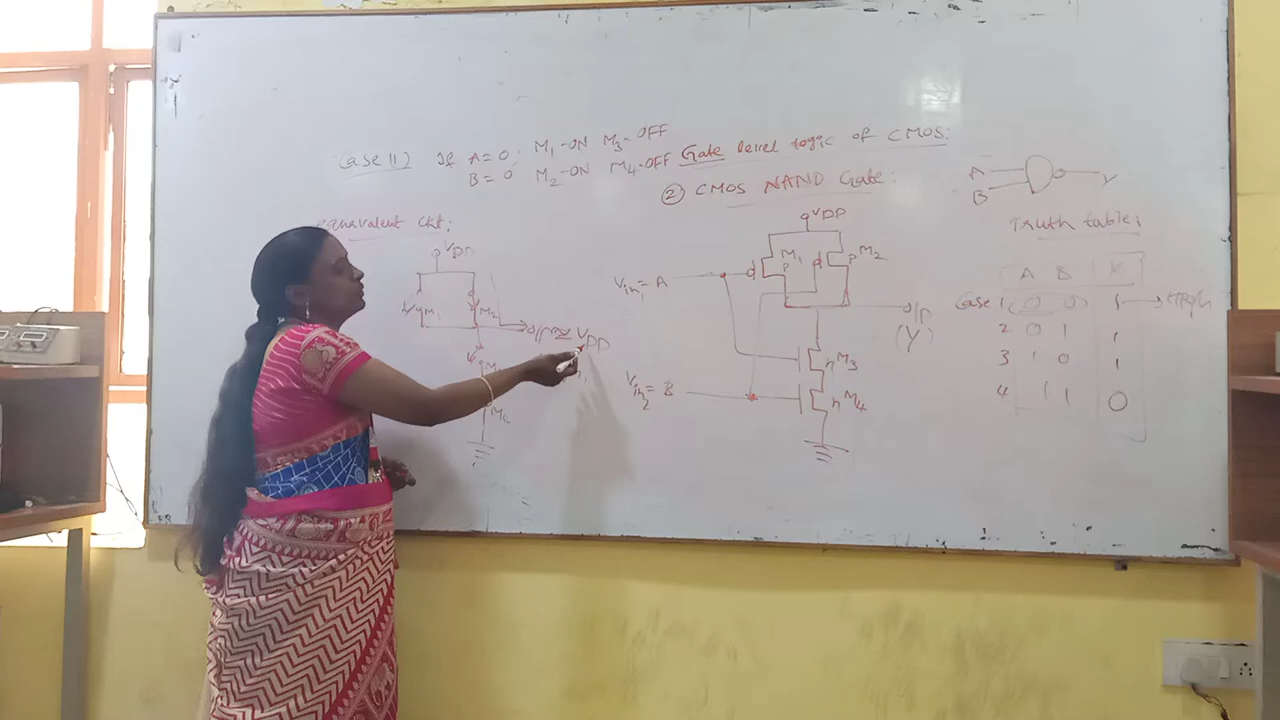 Case 11) If A=0, M1-ON M3-OFF
B=0 M2-ON M4-OFF
Gate level logic of CMOS:
② CMOS NAND Gate:
Equivalent Ckt:
VDD
M1
M2
o/p ≅ VDD
M4
VDD
M1
P
M2
P
Vin1 = A
o/p
(Y)
n M3
Vin2 = B
n M4
A
B
Y
Truth table:
A B Y
Case 1 0 0 1 → High
2 0 1 1
3 1 0 1
4 1 1 0